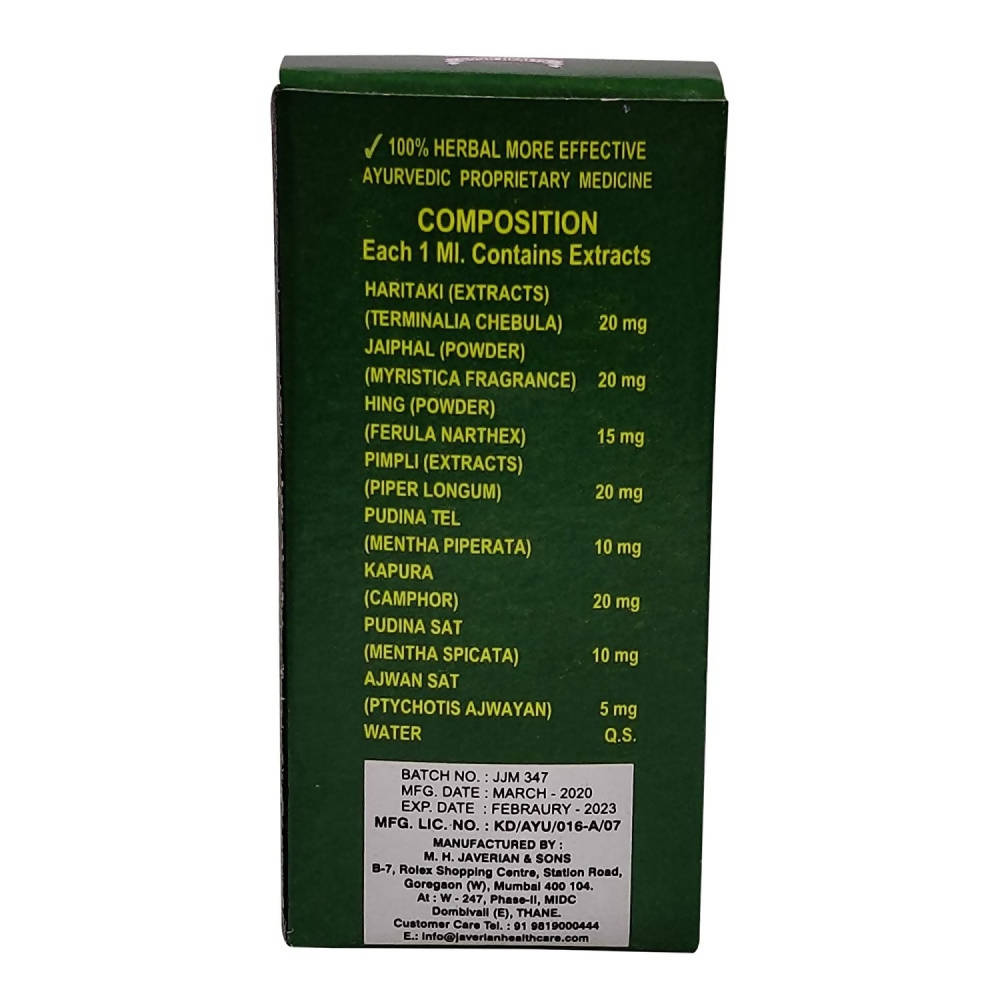 ✓ 100% HERBAL MORE EFFECTIVE
AYURVEDIC PROPRIETARY MEDICINE
COMPOSITION
Each 1 Ml. Contains Extracts
HARITAKI (EXTRACTS)
(TERMINALIA CHEBULA) 20 mg
JAIPHAL (POWDER)
(MYRISTICA FRAGRANCE) 20 mg
HING (POWDER)
(FERULA NARTHEX) 15 mg
PIMPLI (EXTRACTS)
(PIPER LONGUM) 20 mg
PUDINA TEL
(MENTHA PIPERATA) 10 mg
KAPURA
(CAMPHOR) 20 mg
PUDINA SAT
(MENTHA SPICATA) 10 mg
AJWAN SAT
(PTYCHOTIS AJWAYAN) 5 mg
WATER Q.S.
BATCH NO. : JJM 347
MFG. DATE : MARCH - 2020
EXP. DATE : FEBRAURY - 2023
MFG. LIC. NO. : KD/AYU/016-A/07
MANUFACTURED BY :
M. H. JAVERIAN & SONS
B-7, Rolex Shopping Centre, Station Road,
Goregaon (W), Mumbai 400 104.
At : W - 247, Phase-II, MIDC
Dombivali (E), THANE.
Customer Care Tel. : 91 9819000444
E.: info@javerianhealthcare.com